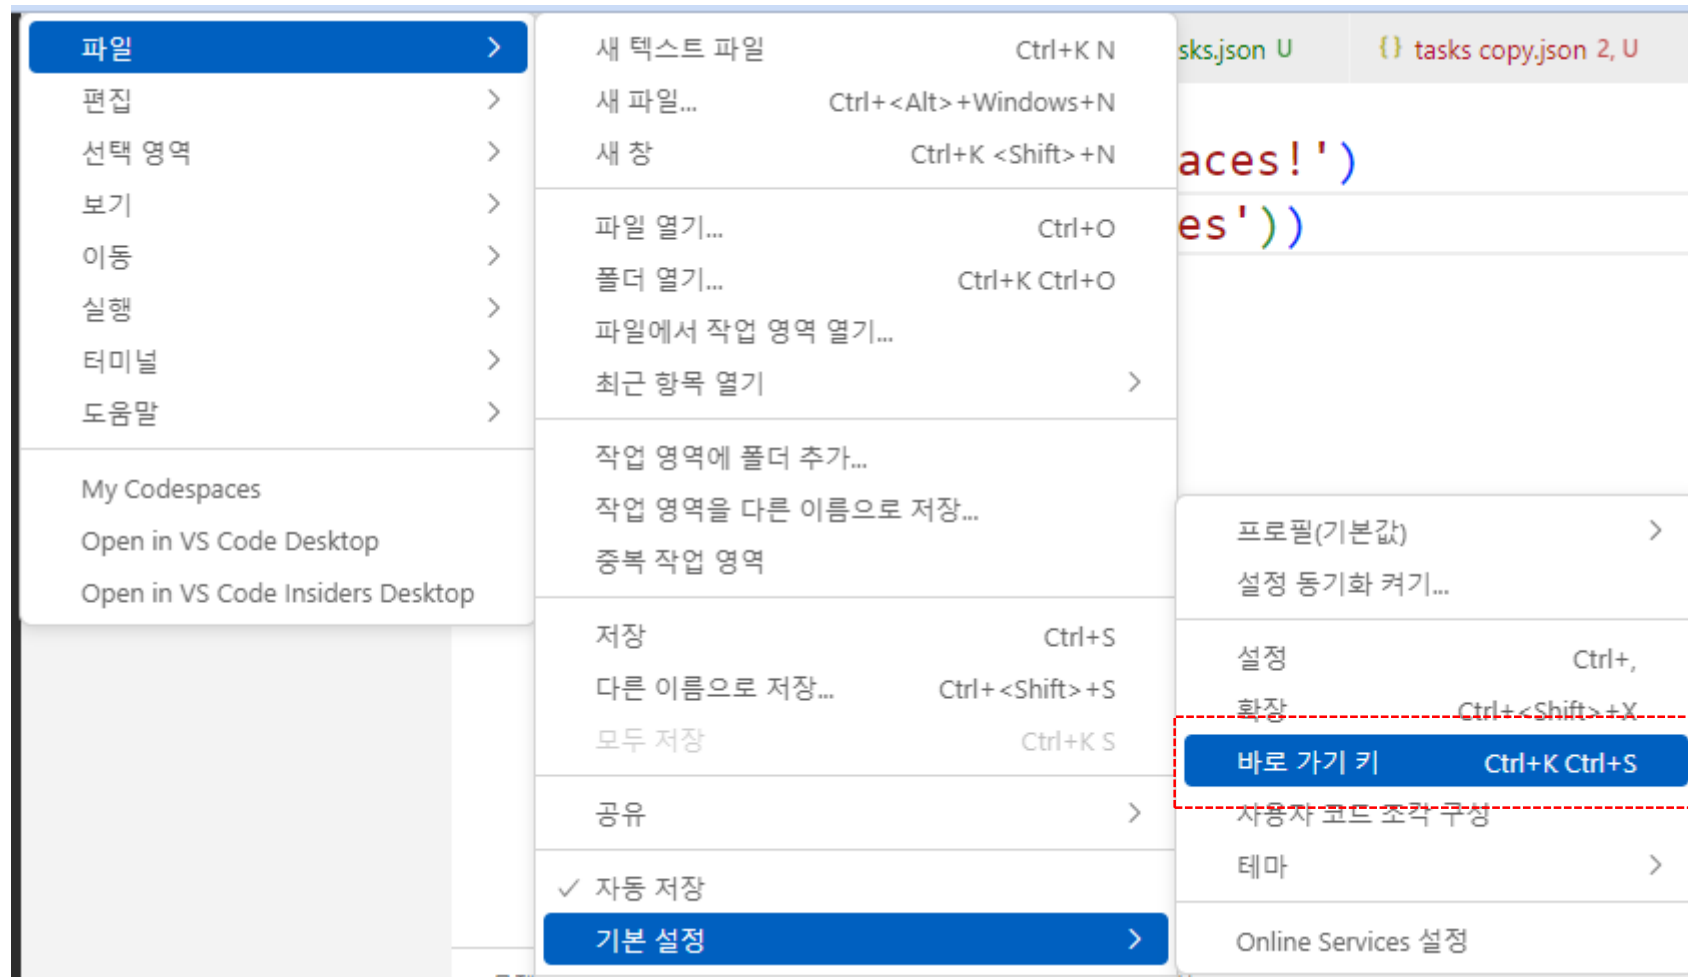 파일
편집
선택 영역
보기
이동
실행
터미널
도움말
My Codespaces
Open in VS Code Desktop
Open in VS Code Insiders Desktop
새 텍스트 파일 Ctrl+K N
새 파일... Ctrl+<Alt>+Windows+N
새 창 Ctrl+K <Shift>+N
파일 열기... Ctrl+O
폴더 열기... Ctrl+K Ctrl+O
파일에서 작업 영역 열기...
최근 항목 열기
작업 영역에 폴더 추가...
작업 영역을 다른 이름으로 저장...
중복 작업 영역
저장 Ctrl+S
다른 이름으로 저장... Ctrl+<Shift>+S
모두 저장 Ctrl+K S
공유
자동 저장
기본 설정
sks.json U {} tasks copy.json 2, U
aces!')
es'))
프로필(기본값)
설정 동기화 켜기...
설정 Ctrl+,
확장 Ctrl+<Shift>+X
바로 가기 키 Ctrl+K Ctrl+S
사용자 코드 조각 구성
테마
Online Services 설정